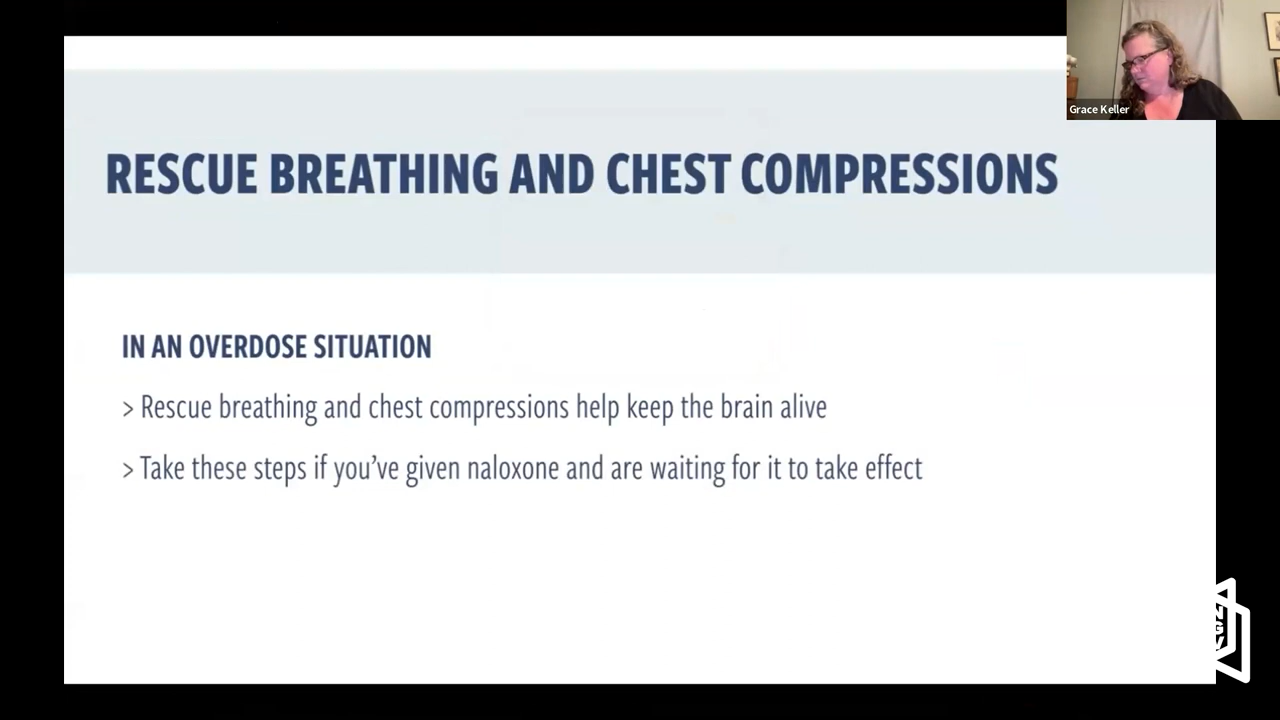 Grace Keller
RESCUE BREATHING AND CHEST COMPRESSIONS
IN AN OVERDOSE SITUATION
> Rescue breathing and chest compressions help keep the brain alive
> Take these steps if you’ve given naloxone and are waiting for it to take effect